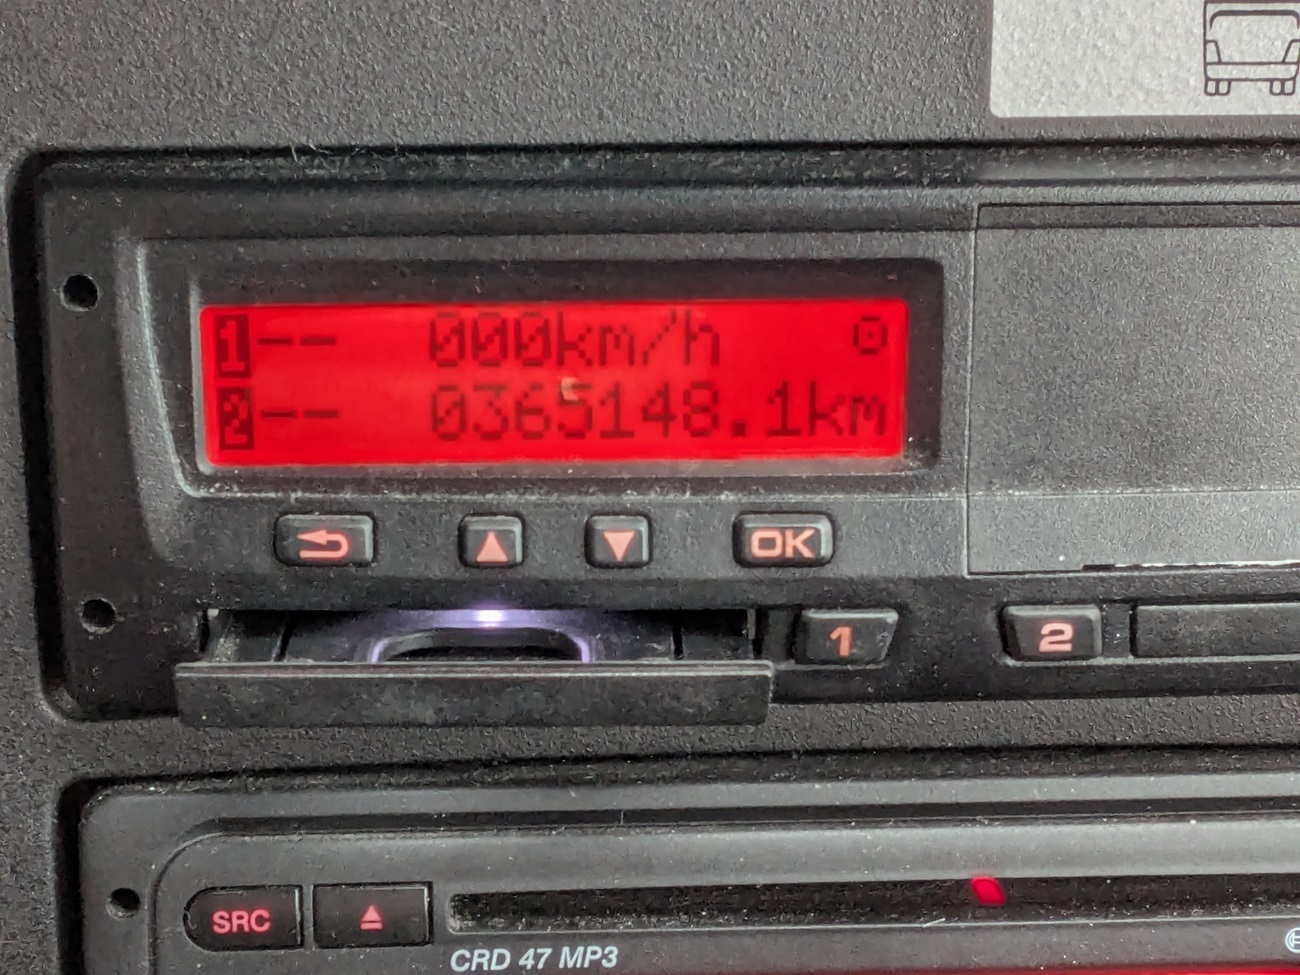 1 -- 000km/h
2 -- 0365148.1km
OK
1
2
SRC
CRD 47 MP3